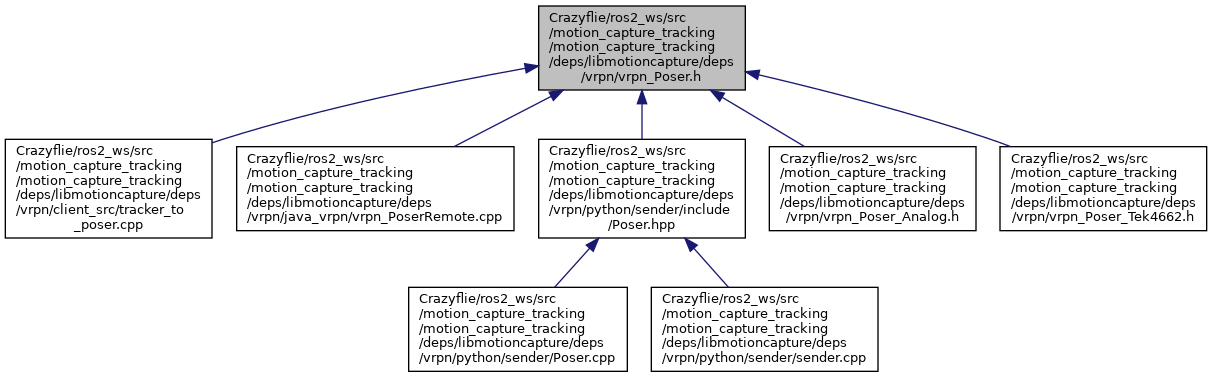 Crazyflie/ros2_ws/src
/motion_capture_tracking
/motion_capture_tracking
/deps/libmotioncapture/deps
/vrpn/vrpn_Poser.h
Crazyflie/ros2_ws/src
/motion_capture_tracking
/motion_capture_tracking
/deps/libmotioncapture/deps
/vrpn/client_src/tracker_to
_poser.cpp
Crazyflie/ros2_ws/src
/motion_capture_tracking
/motion_capture_tracking
/deps/libmotioncapture/deps
/vrpn/java_vrpn/vrpn_PoserRemote.cpp
Crazyflie/ros2_ws/src
/motion_capture_tracking
/motion_capture_tracking
/deps/libmotioncapture/deps
/vrpn/python/sender/include
/Poser.hpp
Crazyflie/ros2_ws/src
/motion_capture_tracking
/motion_capture_tracking
/deps/libmotioncapture/deps
/vrpn/vrpn_Poser_Analog.h
Crazyflie/ros2_ws/src
/motion_capture_tracking
/motion_capture_tracking
/deps/libmotioncapture/deps
/vrpn/vrpn_Poser_Tek4662.h
Crazyflie/ros2_ws/src
/motion_capture_tracking
/motion_capture_tracking
/deps/libmotioncapture/deps
/vrpn/python/sender/Poser.cpp
Crazyflie/ros2_ws/src
/motion_capture_tracking
/motion_capture_tracking
/deps/libmotioncapture/deps
/vrpn/python/sender/sender.cpp